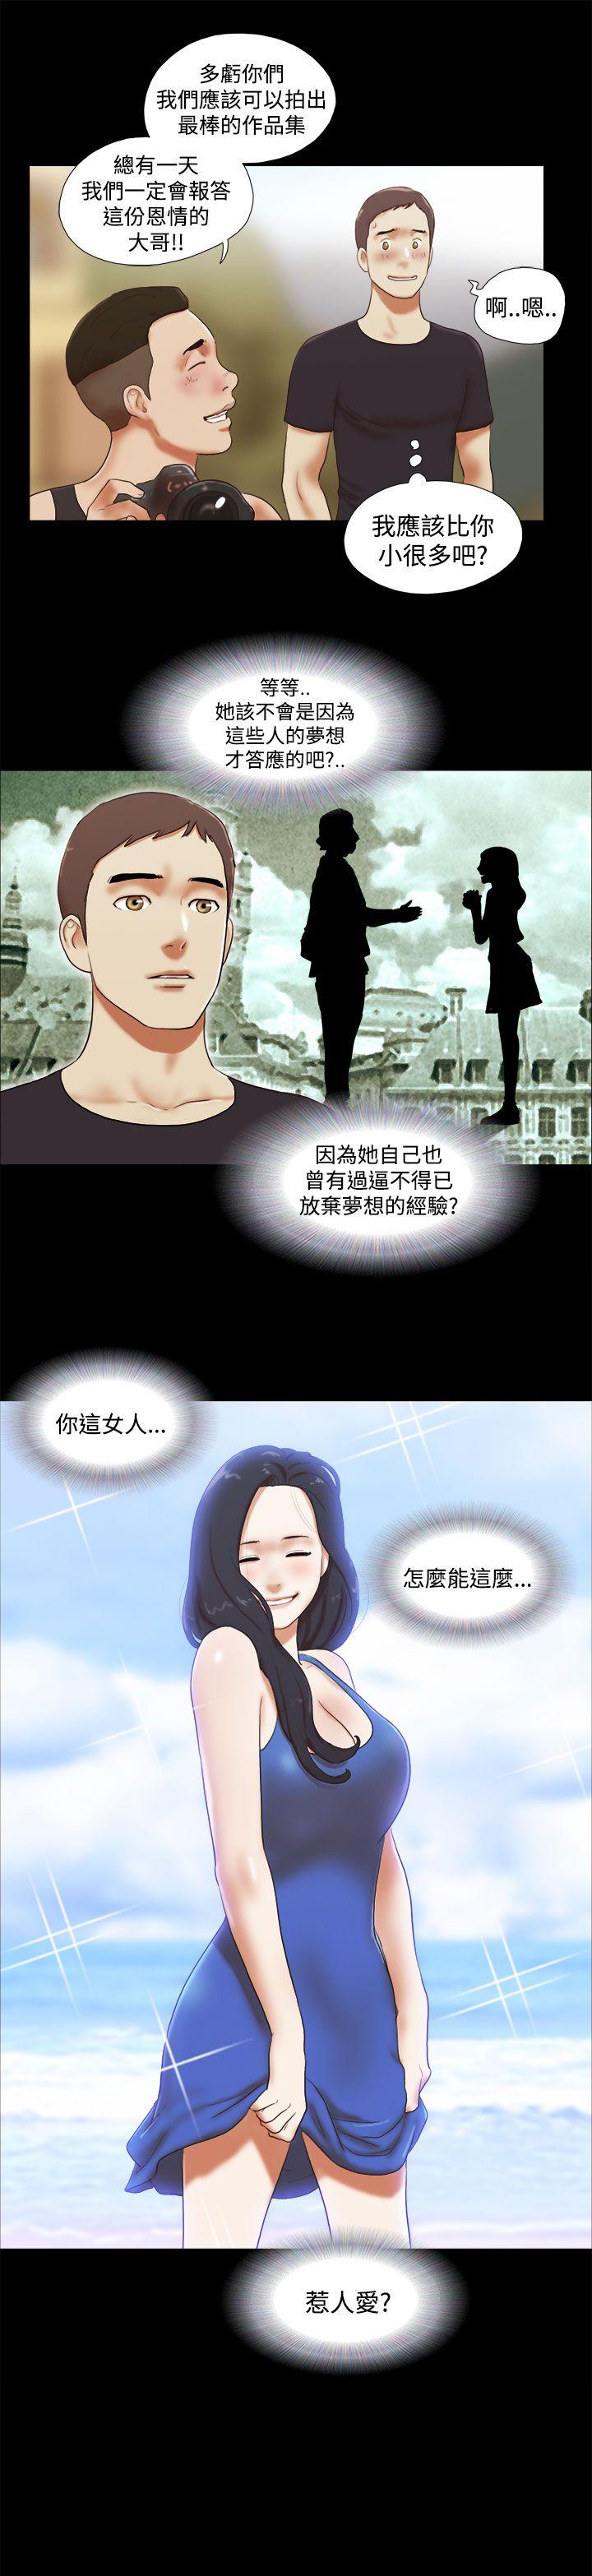 多虧你們
我們應該可以拍出
最棒的作品集
總有一天
我們一定會報答
這份恩情的
大哥!!
啊..嗯..
我應該比你
小很多吧?
等等..
她該不會是因為
這些人的夢想
才答應的吧?..
因為她自己也
曾有過逼不得已
放棄夢想的經驗?
你這女人...
怎麼能這麼...
惹人愛?